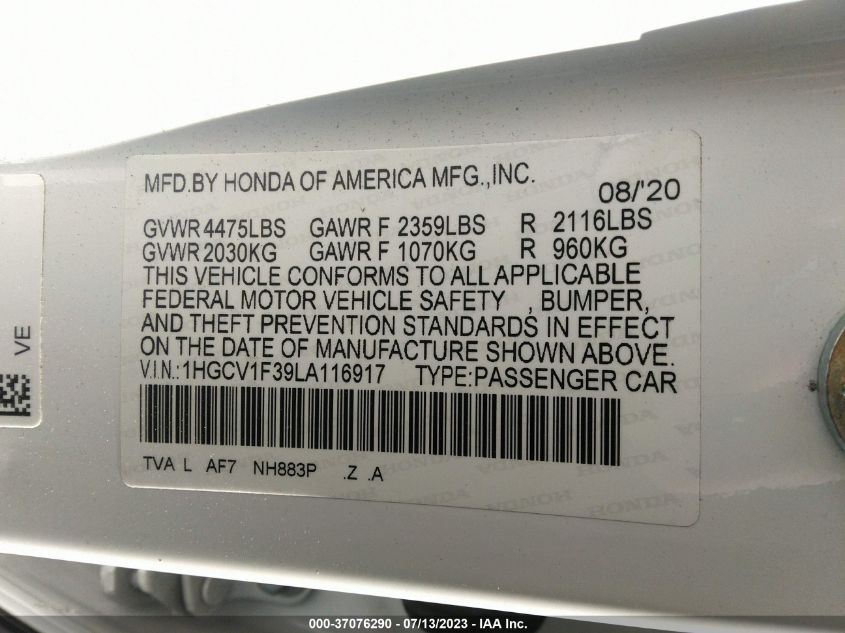 MFD.BY HONDA OF AMERICA MFG.,INC.
08/'20
GVWR 4475LBS GAWR F 2359LBS R 2116LBS
GVWR 2030KG GAWR F 1070KG R 960KG
THIS VEHICLE CONFORMS TO ALL APPLICABLE
FEDERAL MOTOR VEHICLE SAFETY , BUMPER,
AND THEFT PREVENTION STANDARDS IN EFFECT
ON THE DATE OF MANUFACTURE SHOWN ABOVE.
V.I.N.:1HGCV1F39LA116917 TYPE:PASSENGER CAR
TVA L AF7 NH883P .Z .A
VE
HONDA
000-37076290 - 07/13/2023 - IAA Inc.